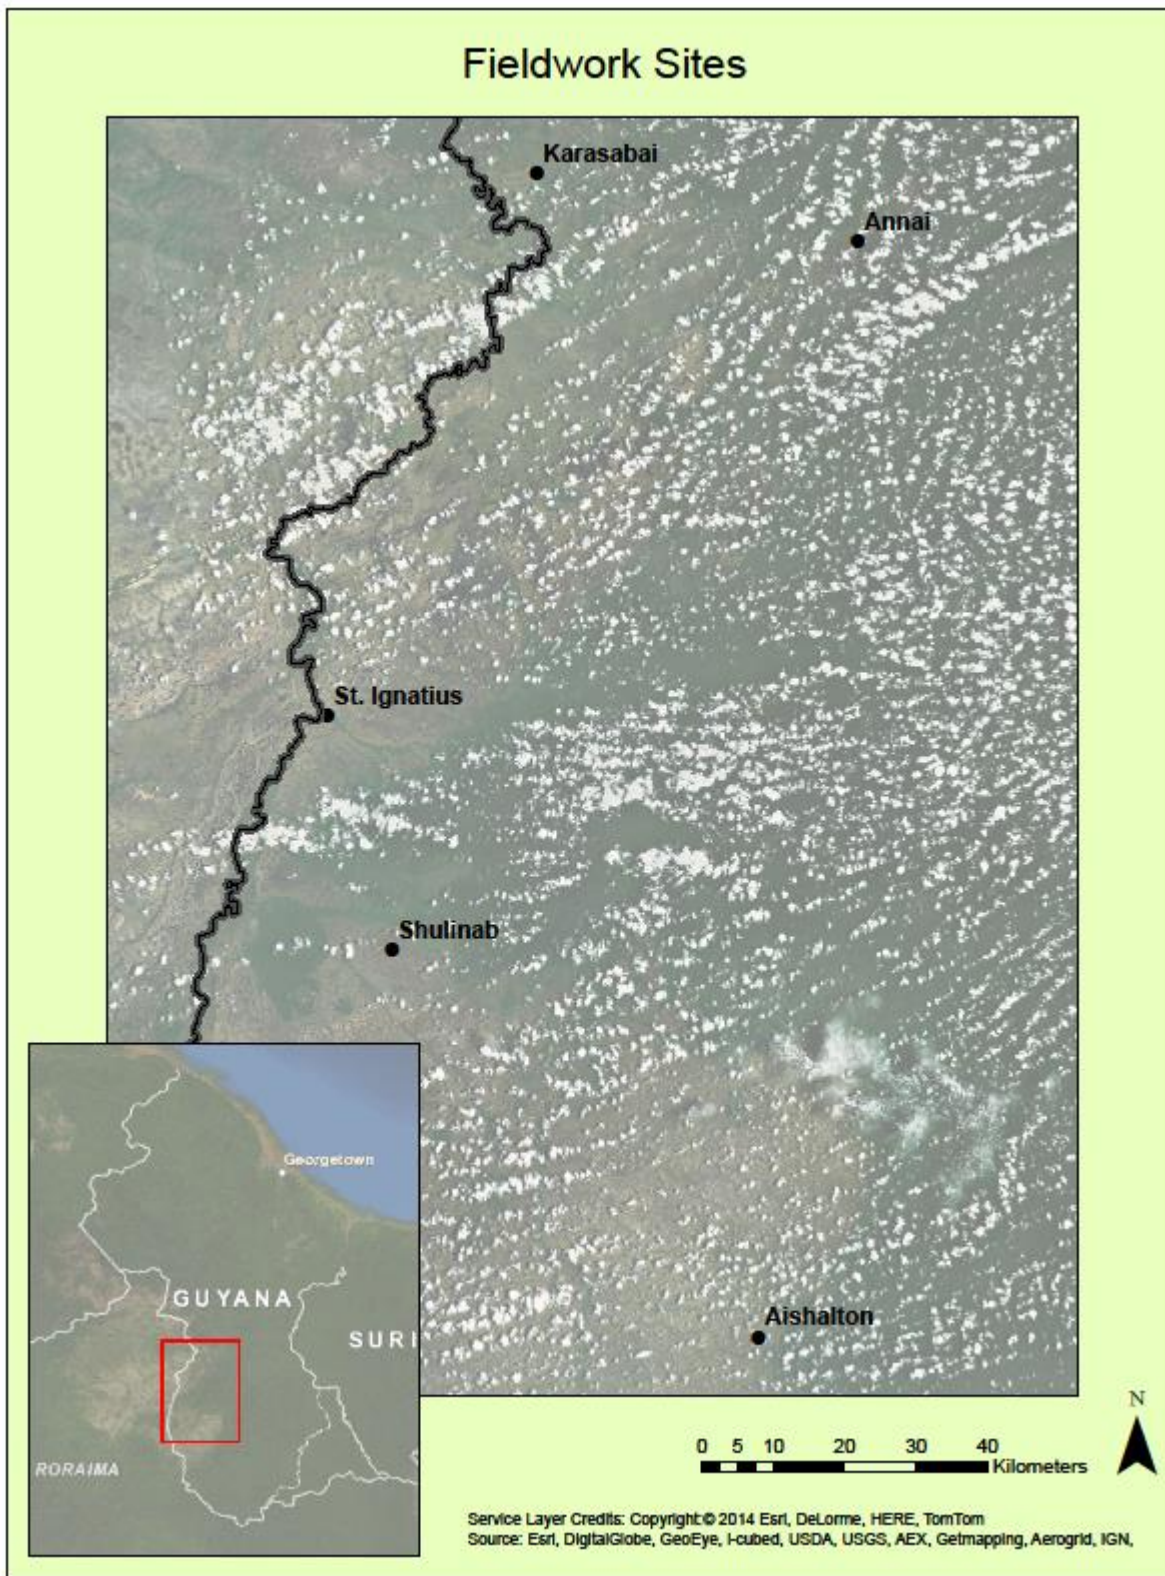 Fieldwork Sites
Karasabai
Annai
St. Ignatius
Shulinab
Aishalton
Georgetown
GUYANA
SURI
RORAIMA
N
0 5 10 20 30 40
Kilometers
Service Layer Credits: Copyright:© 2014 Esri, DeLorme, HERE, TomTom
Source: Esri, DigitalGlobe, GeoEye, i-cubed, USDA, USGS, AEX, Getmapping, Aerogrid, IGN,